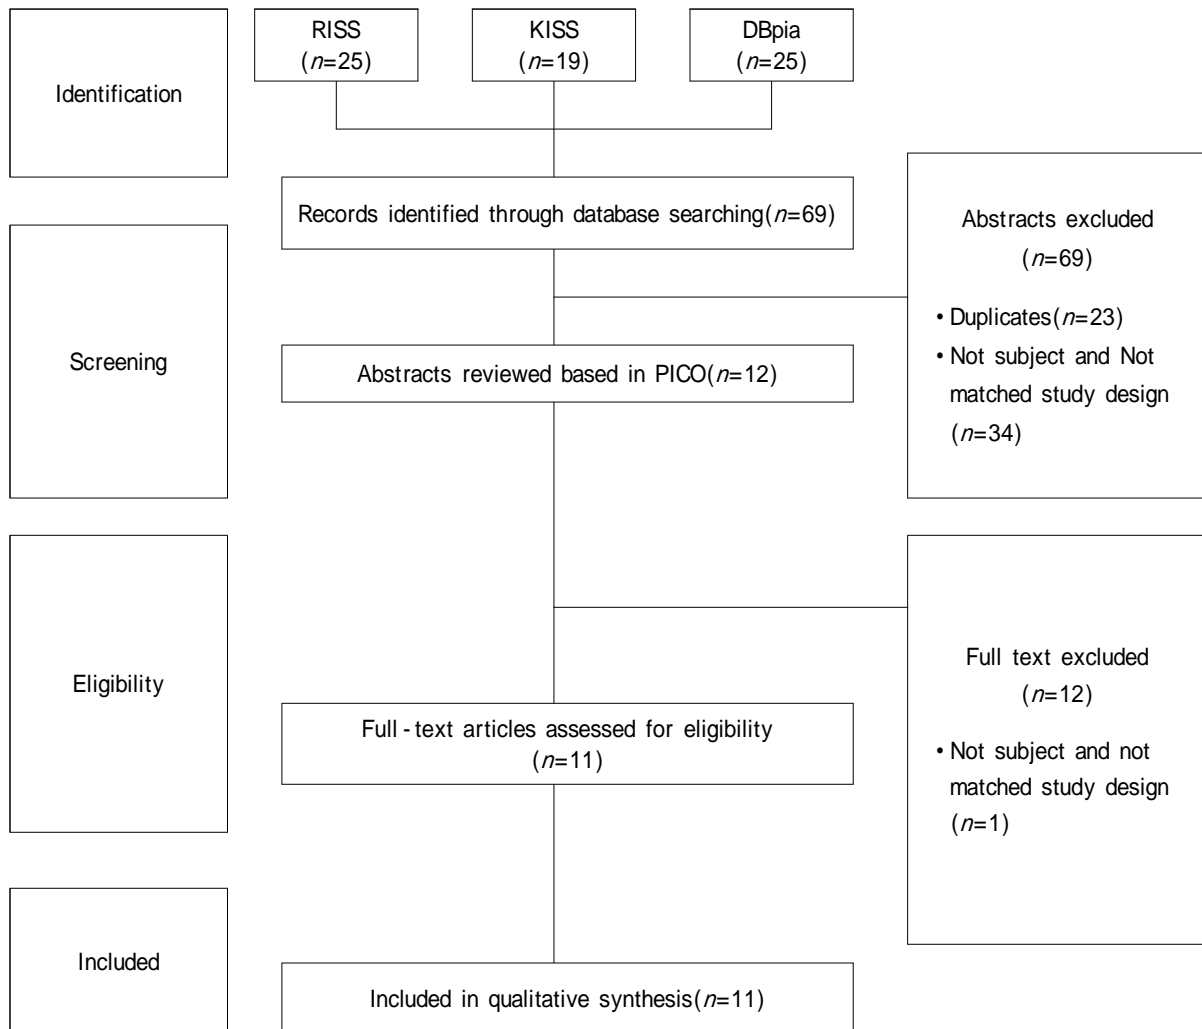 RISS
(n=25)
KISS
(n=19)
DBpia
(n=25)
Identification
Records identified through database searching(n=69)
Abstracts excluded
(n=69)
• Duplicates(n=23)
• Not subject and Not
matched study design
(n=34)
Screening
Abstracts reviewed based in PICO(n=12)
Eligibility
Full text excluded
(n=12)
• Not subject and not
matched study design
(n=1)
Full-text articles assessed for eligibility
(n=11)
Included
Included in qualitative synthesis(n=11)